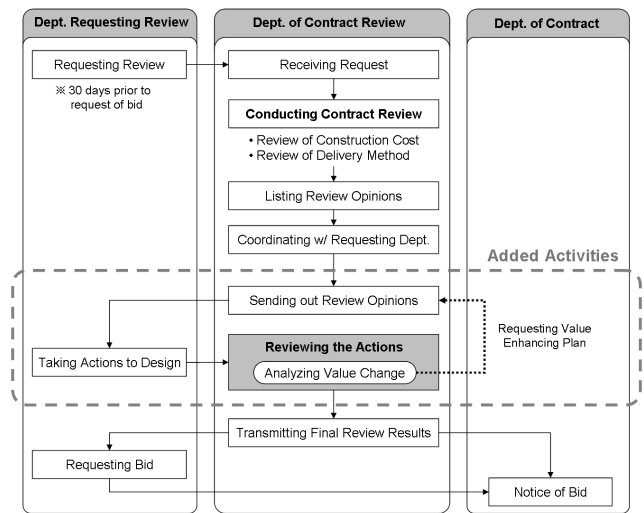 Dept. Requesting Review
Dept. of Contract Review
Dept. of Contract
Requesting Review
Receiving Request
※ 30 days prior to
request of bid
Conducting Contract Review
• Review of Construction Cost
• Review of Delivery Method
Listing Review Opinions
Coordinating w/ Requesting Dept.
Added Activities
Sending out Review Opinions
Requesting Value
Enhancing Plan
Reviewing the Actions
Taking Actions to Design
Analyzing Value Change
Transmitting Final Review Results
Requesting Bid
Notice of Bid